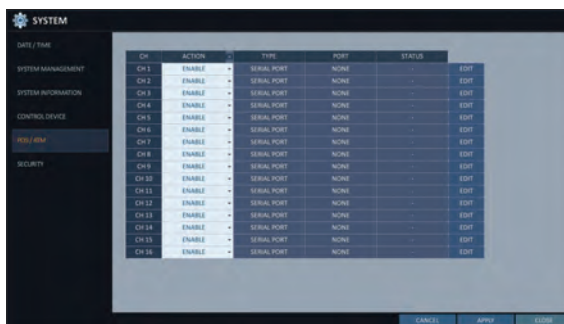 SYSTEM
DATE / TIME
SYSTEM MANAGEMENT
SYSTEM INFORMATION
CONTROL DEVICE
POS / ATM
SECURITY
CH ACTION TYPE PORT STATUS
CH 1 ENABLE SERIAL PORT NONE - EDIT
CH 2 ENABLE SERIAL PORT NONE - EDIT
CH 3 ENABLE SERIAL PORT NONE - EDIT
CH 4 ENABLE SERIAL PORT NONE - EDIT
CH 5 ENABLE SERIAL PORT NONE - EDIT
CH 6 ENABLE SERIAL PORT NONE - EDIT
CH 7 ENABLE SERIAL PORT NONE - EDIT
CH 8 ENABLE SERIAL PORT NONE - EDIT
CH 9 ENABLE SERIAL PORT NONE - EDIT
CH 10 ENABLE SERIAL PORT NONE - EDIT
CH 11 ENABLE SERIAL PORT NONE - EDIT
CH 12 ENABLE SERIAL PORT NONE - EDIT
CH 13 ENABLE SERIAL PORT NONE - EDIT
CH 14 ENABLE SERIAL PORT NONE - EDIT
CH 15 ENABLE SERIAL PORT NONE - EDIT
CH 16 ENABLE SERIAL PORT NONE - EDIT
CANCEL APPLY CLOSE